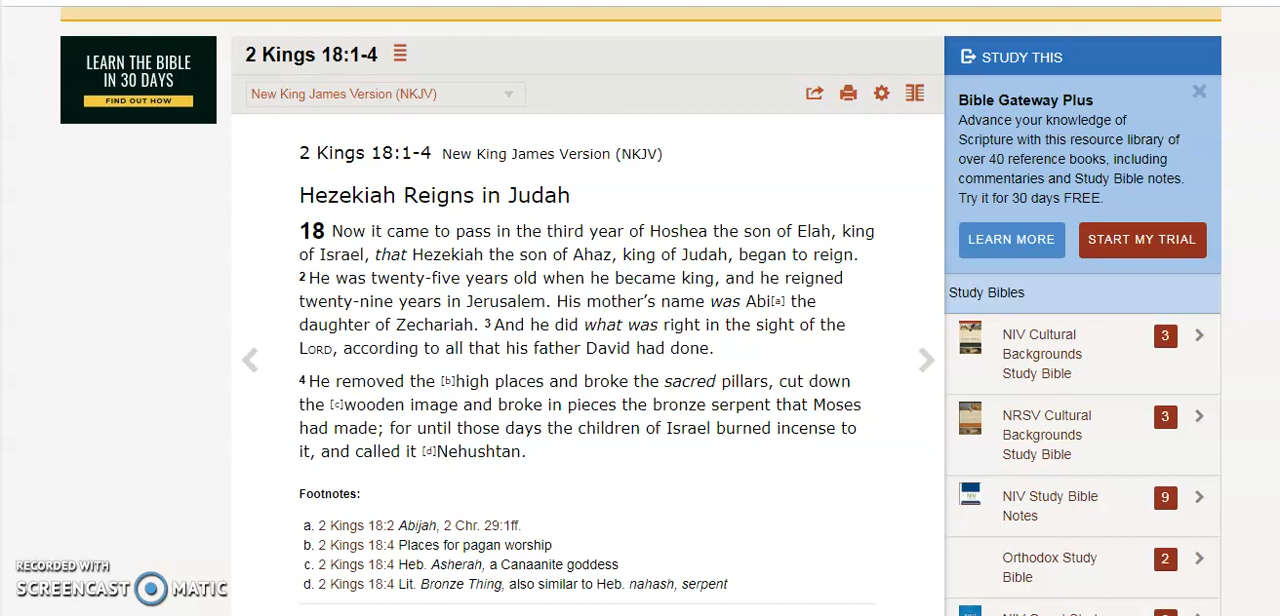 LEARN THE BIBLE
IN 30 DAYS
FIND OUT HOW
2 Kings 18:1-4
New King James Version (NKJV)
2 Kings 18:1-4 New King James Version (NKJV)
Hezekiah Reigns in Judah
18 Now it came to pass in the third year of Hoshea the son of Elah, king
of Israel, that Hezekiah the son of Ahaz, king of Judah, began to reign.
2 He was twenty-five years old when he became king, and he reigned
twenty-nine years in Jerusalem. His mother’s name was Abi[a] the
daughter of Zechariah. 3 And he did what was right in the sight of the
LORD, according to all that his father David had done.
4 He removed the [b]high places and broke the sacred pillars, cut down
the [c]wooden image and broke in pieces the bronze serpent that Moses
had made; for until those days the children of Israel burned incense to
it, and called it [d]Nehushtan.
Footnotes:
a. 2 Kings 18:2 Abijah, 2 Chr. 29:1ff.
b. 2 Kings 18:4 Places for pagan worship
c. 2 Kings 18:4 Heb. Asherah, a Canaanite goddess
d. 2 Kings 18:4 Lit. Bronze Thing, also similar to Heb. nahash, serpent
STUDY THIS
Bible Gateway Plus
Advance your knowledge of
Scripture with this resource library of
over 40 reference books, including
commentaries and Study Bible notes.
Try it for 30 days FREE.
LEARN MORE
START MY TRIAL
Study Bibles
NIV Cultural
Backgrounds
Study Bible
3
NRSV Cultural
Backgrounds
Study Bible
3
NIV Study Bible
Notes
9
Orthodox Study
Bible
2
RECORDED WITH
SCREENCAST MATIC